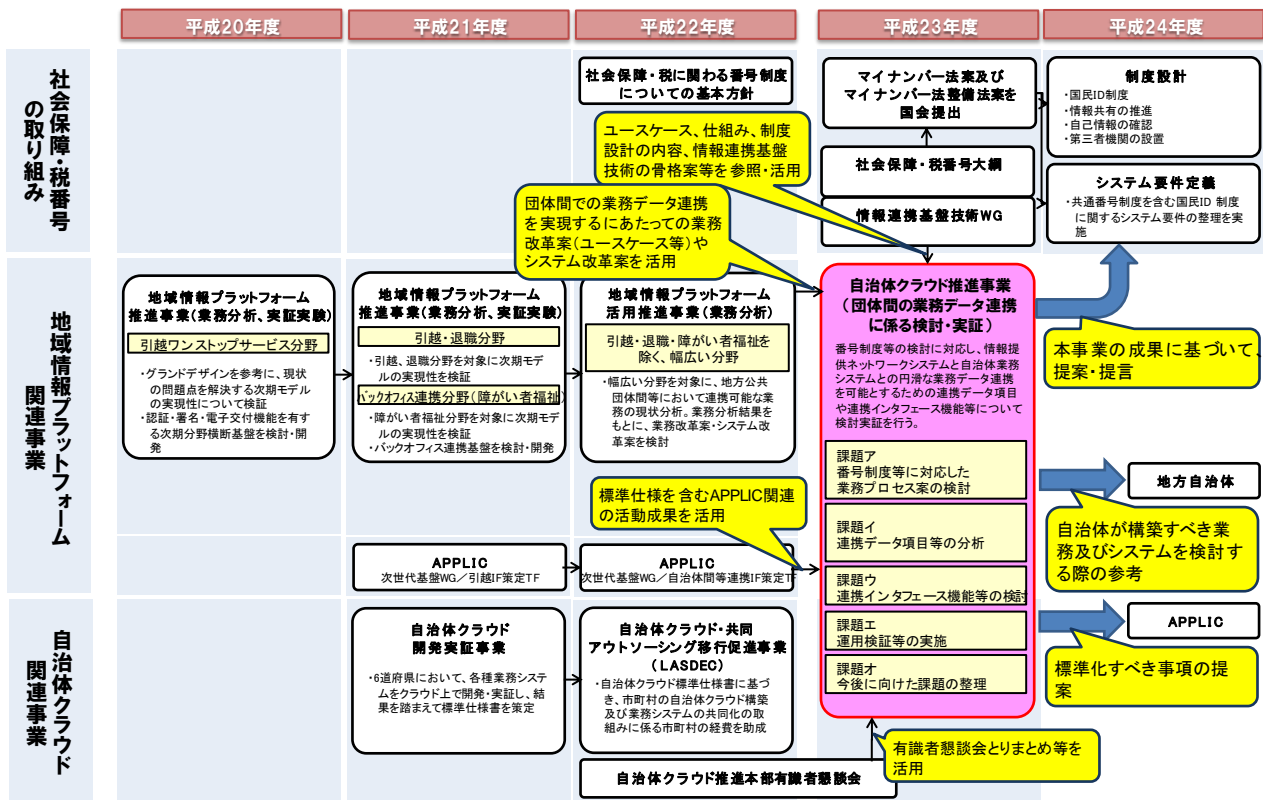 平成20年度
平成21年度
平成22年度
平成23年度
平成24年度
社会保障・税番号
の取り組み
社会保障・税に関わる番号制度
についての基本方針
マイナンバー法案及び
マイナンバー法整備法案を
国会提出
制度設計
・国民ID制度
・情報共有の推進
・自己情報の確認
・第三者機関の設置
ユースケース、仕組み、制度
設計の内容、情報連携基盤
技術の骨格案等を参照・活用
社会保障・税番号大綱
システム要件定義
・共通番号制度を含む国民ID 制度
に関するシステム要件の整理を実
施
情報連携基盤技術WG
団体間での業務データ連携
を実現するにあたっての業務
改革案(ユースケース等)や
システム改革案を活用
地域情報プラットフォーム
関連事業
地域情報プラットフォーム
推進事業(業務分析、実証実験)
引越ワンストップサービス分野
・グランドデザインを参考に、現状
の問題点を解決する次期モデル
の実現性について検証
・認証・署名・電子交付機能を有す
る次期分野横断基盤を検討・開
発
地域情報プラットフォーム
推進事業(業務分析、実証実験)
引越・退職分野
・引越、退職分野を対象に次期モデ
ルの実現性を検証
バックオフィス連携分野(障がい者福祉)
・障がい者福祉分野を対象に次期モ
デルの実現性を検証
・バックオフィス連携基盤を検討・開発
地域情報プラットフォーム
活用推進事業(業務分析)
引越・退職・障がい者福祉を
除く、幅広い分野
・幅広い分野を対象に、地方公共
団体間等において連携可能な業
務の現状分析。業務分析結果を
もとに、業務改革案・システム改
革案を検討
自治体クラウド推進事業
(団体間の業務データ連携
に係る検討・実証)
番号制度等の検討に対応し、情報提
供ネットワークシステムと自治体業務
システムとの円滑な業務データ連携
を可能とするための連携データ項目
や連携インタフェース機能等について
検討実証を行う。
課題ア
番号制度等に対応した
業務プロセス案の検討
課題イ
連携データ項目等の分析
課題ウ
連携インタフェース機能等の検討
課題エ
運用検証等の実施
課題オ
今後に向けた課題の整理
本事業の成果に基づいて、
提案・提言
地方自治体
自治体が構築すべき業
務及びシステムを検討す
る際の参考
APPLIC
標準化すべき事項の提
案
標準仕様を含むAPPLIC関連
の活動成果を活用
APPLIC
次世代基盤WG/引越IF策定TF
APPLIC
次世代基盤WG/自治体間等連携IF策定TF
自治体クラウド
関連事業
自治体クラウド
開発実証事業
・6道府県において、各種業務システ
ムをクラウド上で開発・実証し、結
果を踏まえて標準仕様書を策定
自治体クラウド・共同
アウトソーシング移行促進事業
(LASDEC)
・自治体クラウド標準仕様書に基づ
き、市町村の自治体クラウド構築
及び業務システムの共同化の取
組みに係る市町村の経費を助成
有識者懇談会とりまとめ等を
活用
自治体クラウド推進本部有識者懇談会